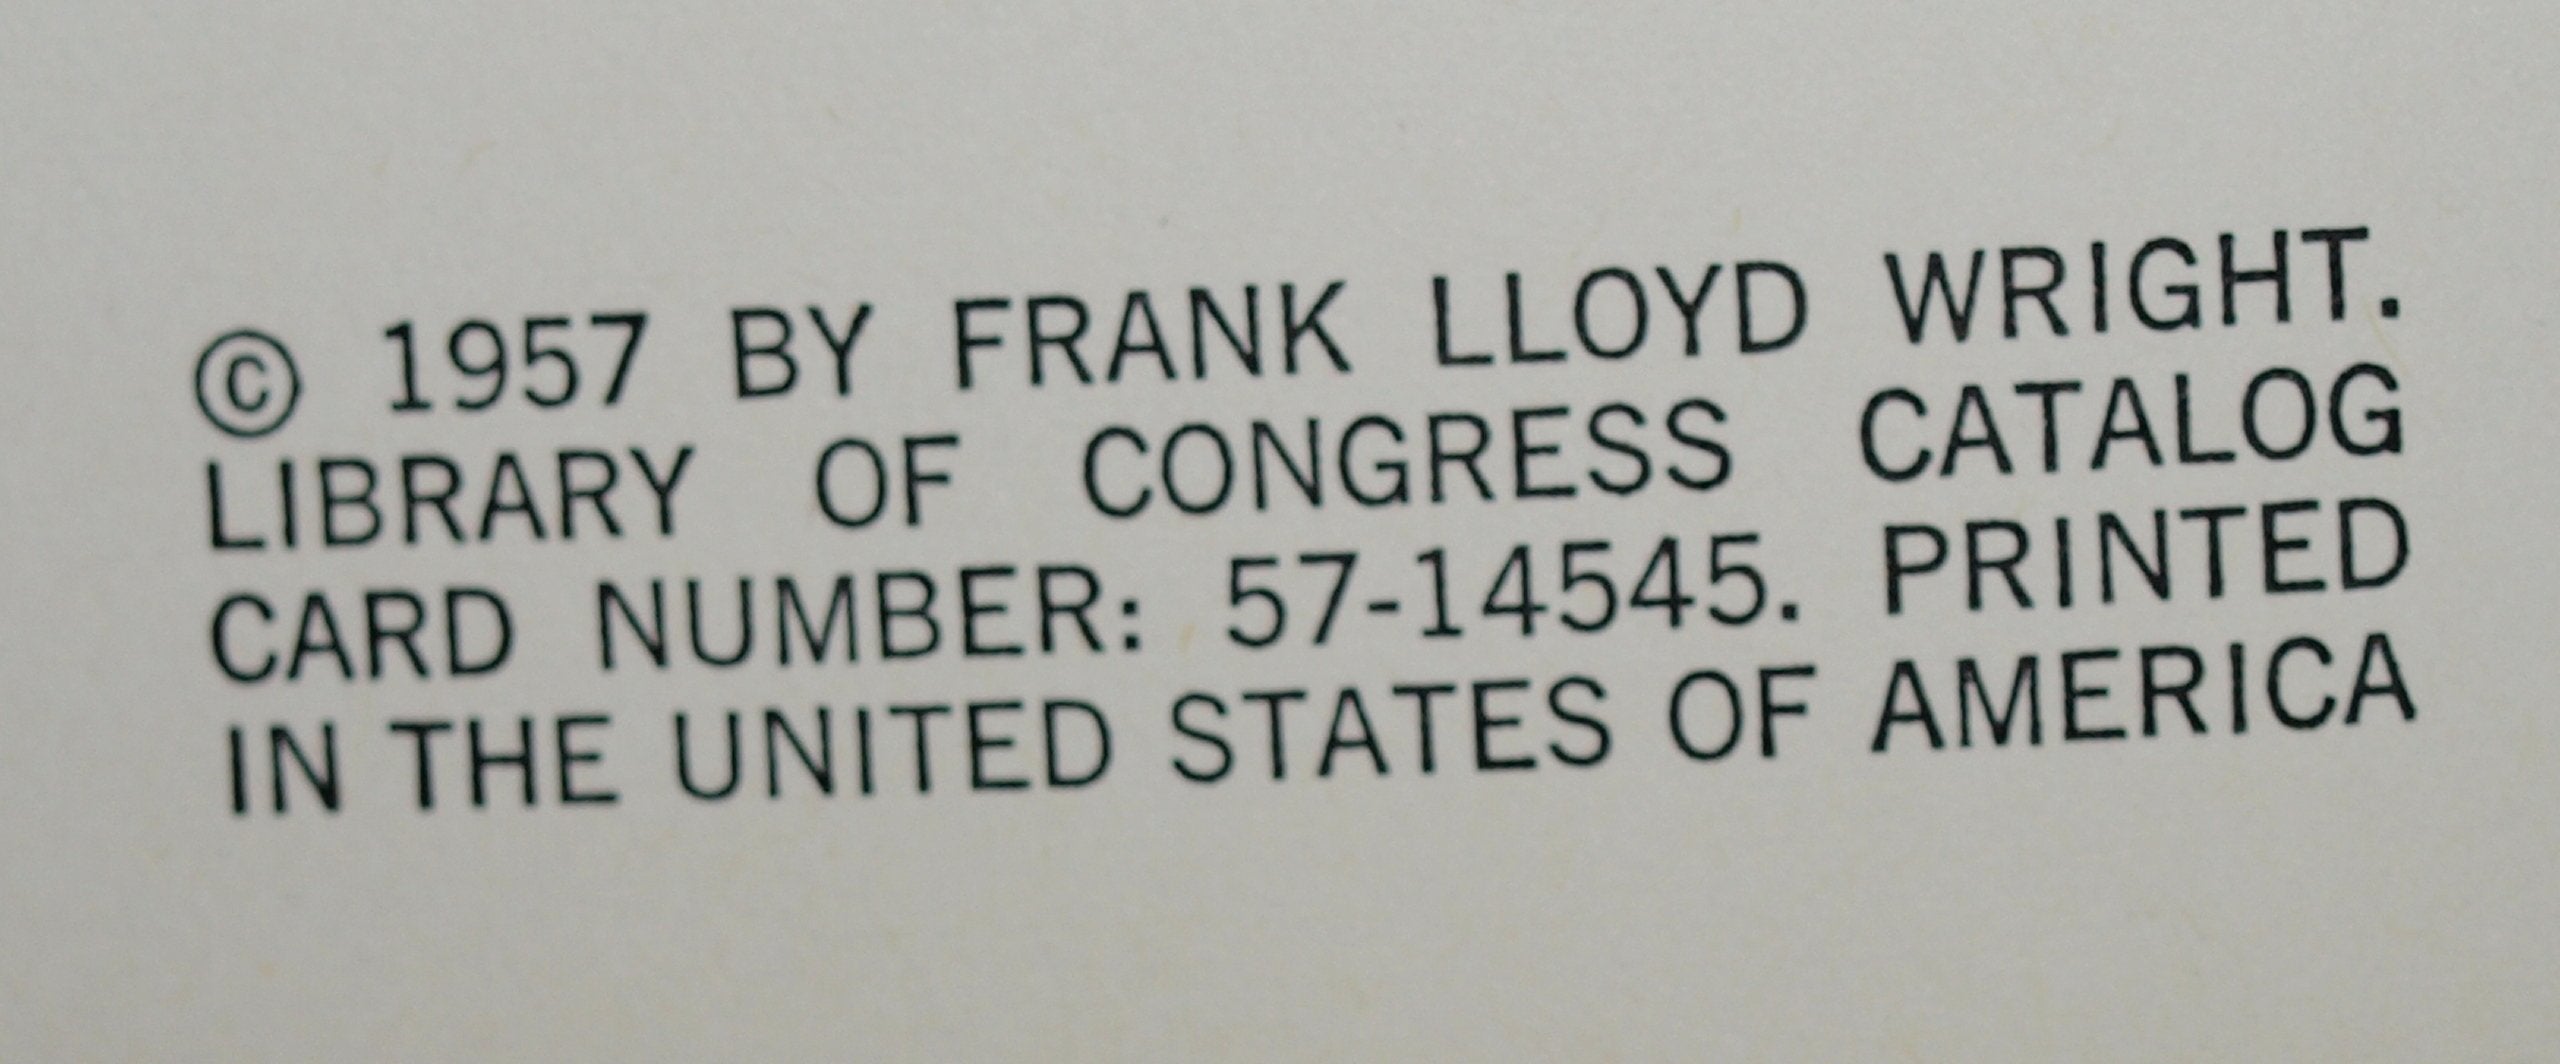 © 1957 BY FRANK LLOYD WRIGHT.
LIBRARY OF CONGRESS CATALOG
CARD NUMBER: 57-14545. PRINTED
IN THE UNITED STATES OF AMERICA